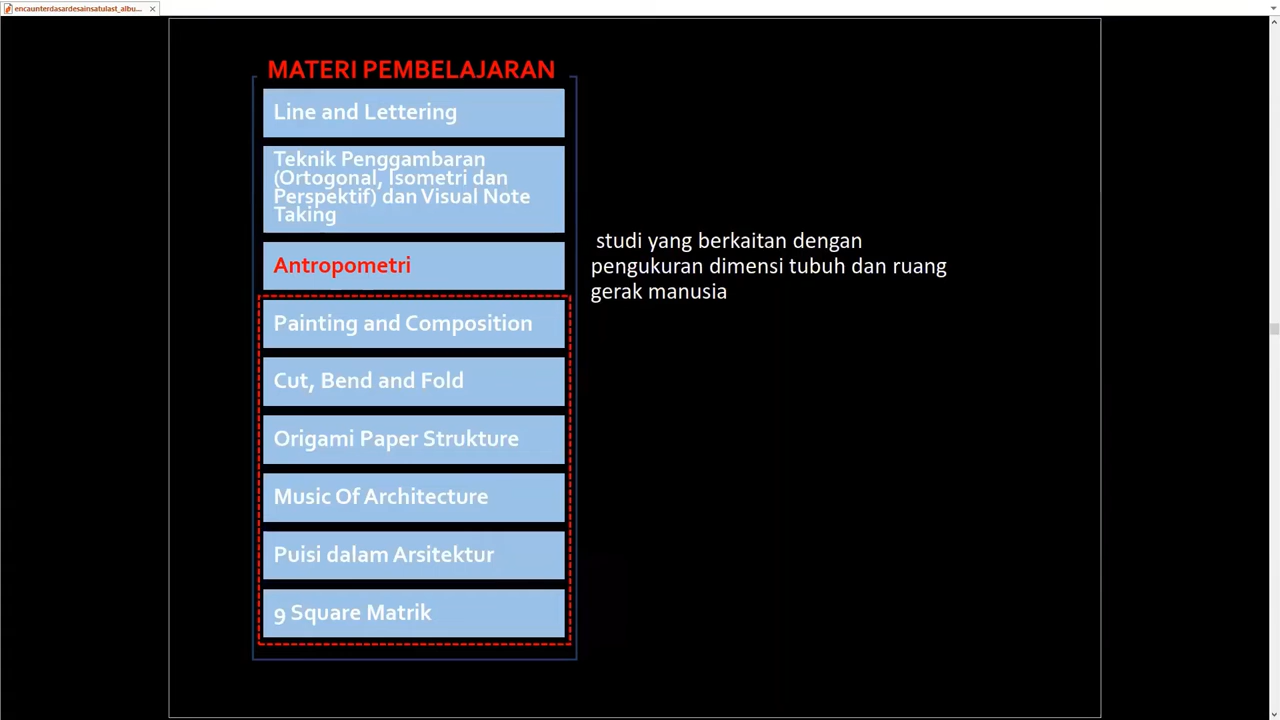 encaunterdasardesainsatulast_albu...
MATERI PEMBELAJARAN
Line and Lettering
Teknik Penggambaran
(Ortogonal, Isometri dan
Perspektif) dan Visual Note
Taking
Antropometri
studi yang berkaitan dengan
pengukuran dimensi tubuh dan ruang
gerak manusia
Painting and Composition
Cut, Bend and Fold
Origami Paper Strukture
Music Of Architecture
Puisi dalam Arsitektur
9 Square Matrik